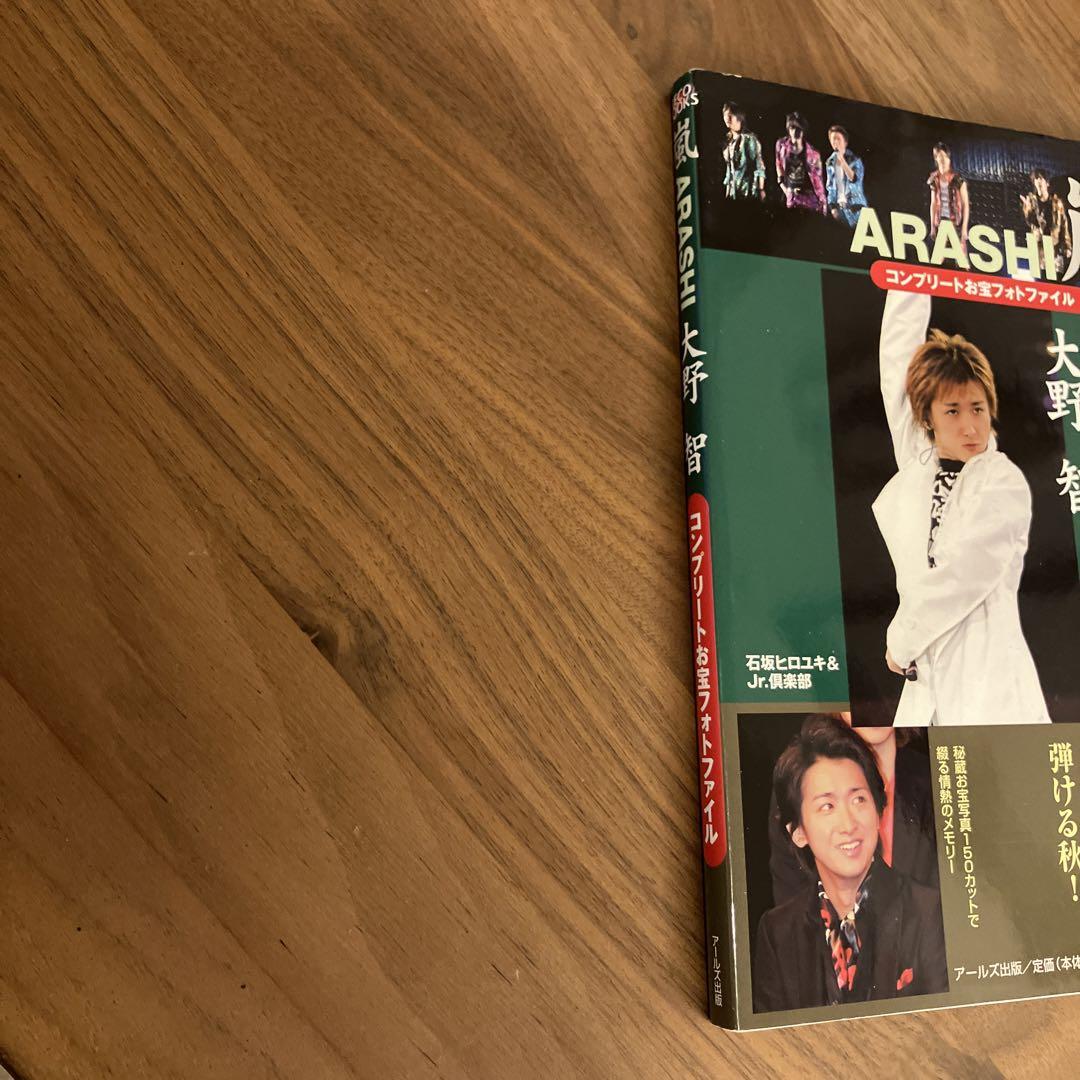 RECO
BOOKS
嵐 ARASHI 大野 智
コンプリートお宝フォトファイル
アールズ出版
ARASHI
コンプリートお宝フォトファイル
大野 智
石坂ヒロユキ&
Jr.倶楽部
弾ける秋!
秘蔵お宝写真150カットで
綴る情熱のメモリー
アールズ出版/定価(本体